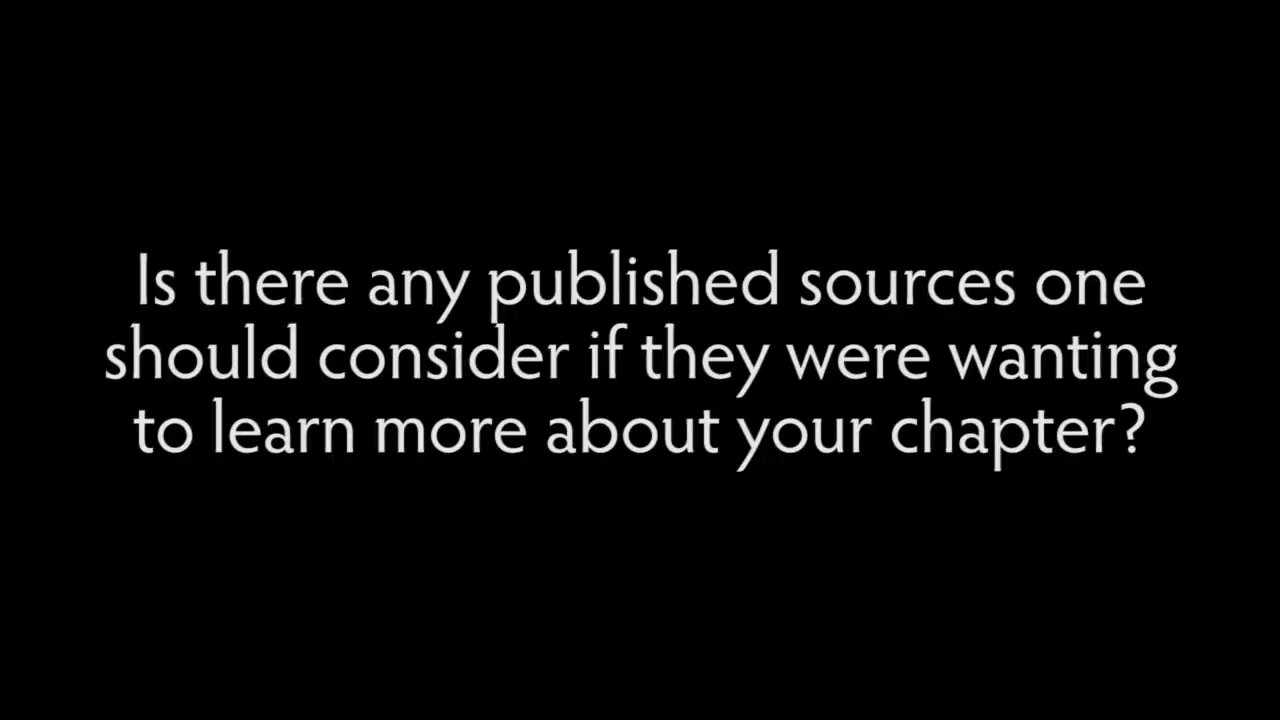 Is there any published sources one
should consider if they were wanting
to learn more about your chapter?